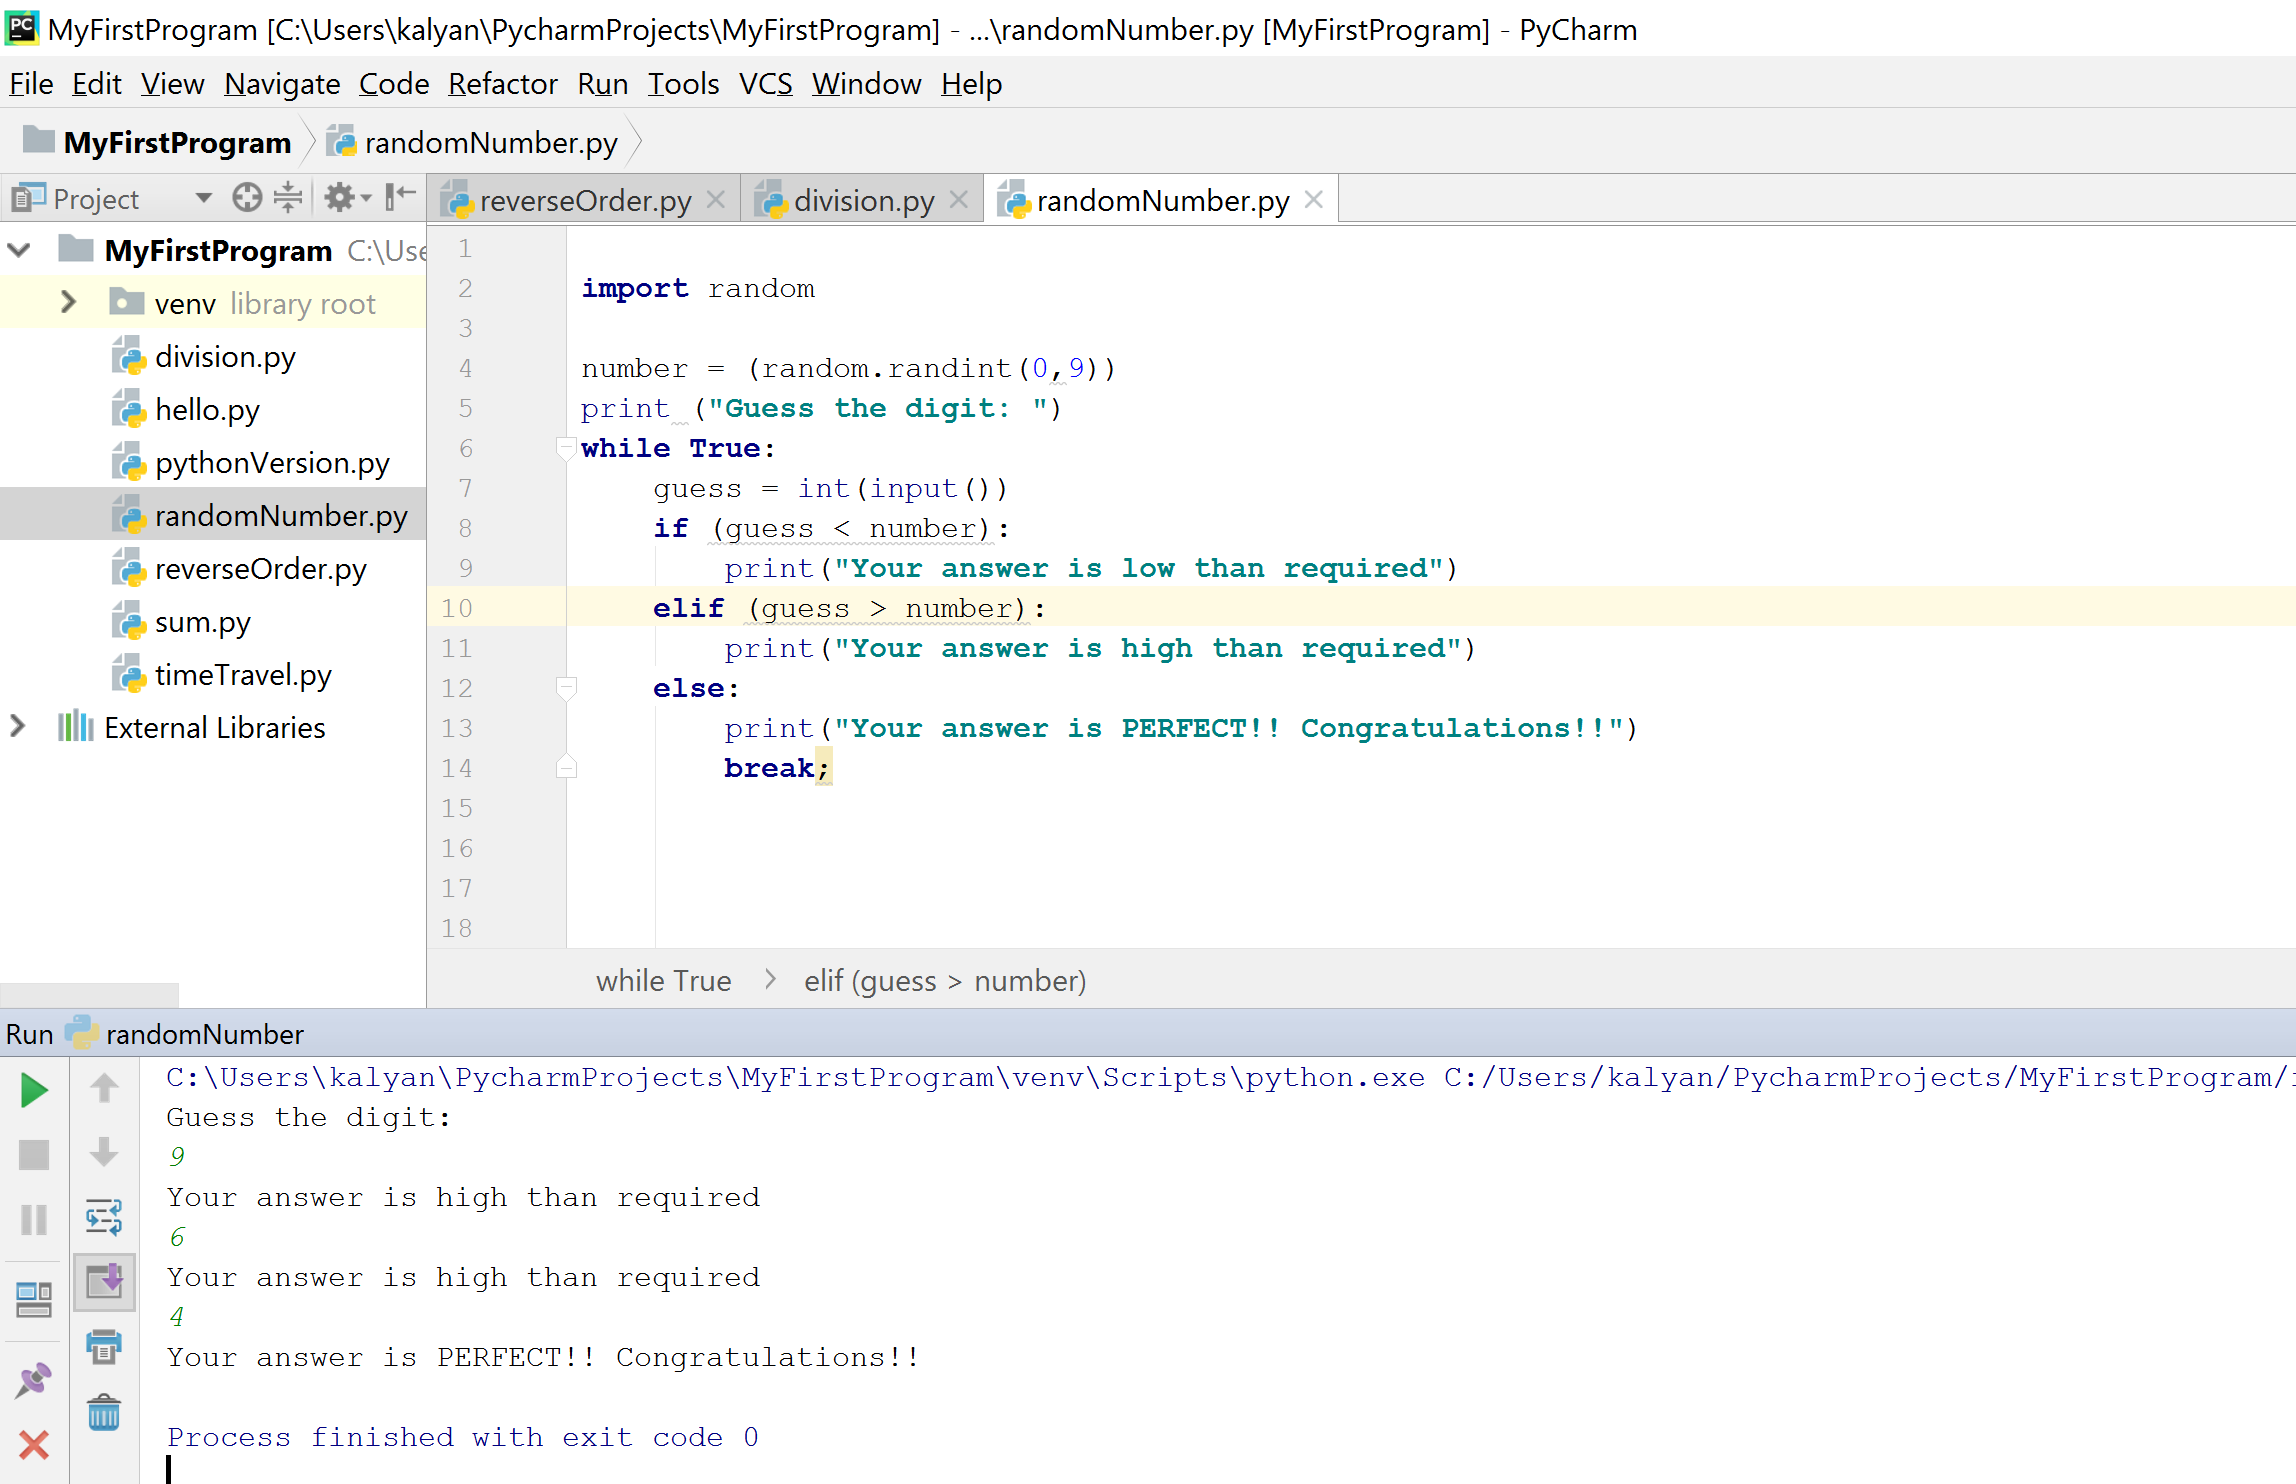 MyFirstProgram [C:\Users\kalyan\PycharmProjects\MyFirstProgram] - ...\randomNumber.py [MyFirstProgram] - PyCharm
File Edit View Navigate Code Refactor Run Tools VCS Window Help
MyFirstProgram randomNumber.py
Project
MyFirstProgram C:\Use
venv library root
division.py
hello.py
pythonVersion.py
randomNumber.py
reverseOrder.py
sum.py
timeTravel.py
External Libraries
reverseOrder.py division.py randomNumber.py
1
2 import random
3
4 number = (random.randint(0,9))
5 print ("Guess the digit: ")
6 while True:
7     guess = int(input())
8     if (guess < number):
9         print("Your answer is low than required")
10     elif (guess > number):
11         print("Your answer is high than required")
12     else:
13         print("Your answer is PERFECT!! Congratulations!!")
14         break;
15
16
17
18
while True > elif (guess > number)
Run randomNumber
C:\Users\kalyan\PycharmProjects\MyFirstProgram\venv\Scripts\python.exe C:/Users/kalyan/PycharmProjects/MyFirstProgram/
Guess the digit:
9
Your answer is high than required
6
Your answer is high than required
4
Your answer is PERFECT!! Congratulations!!
Process finished with exit code 0